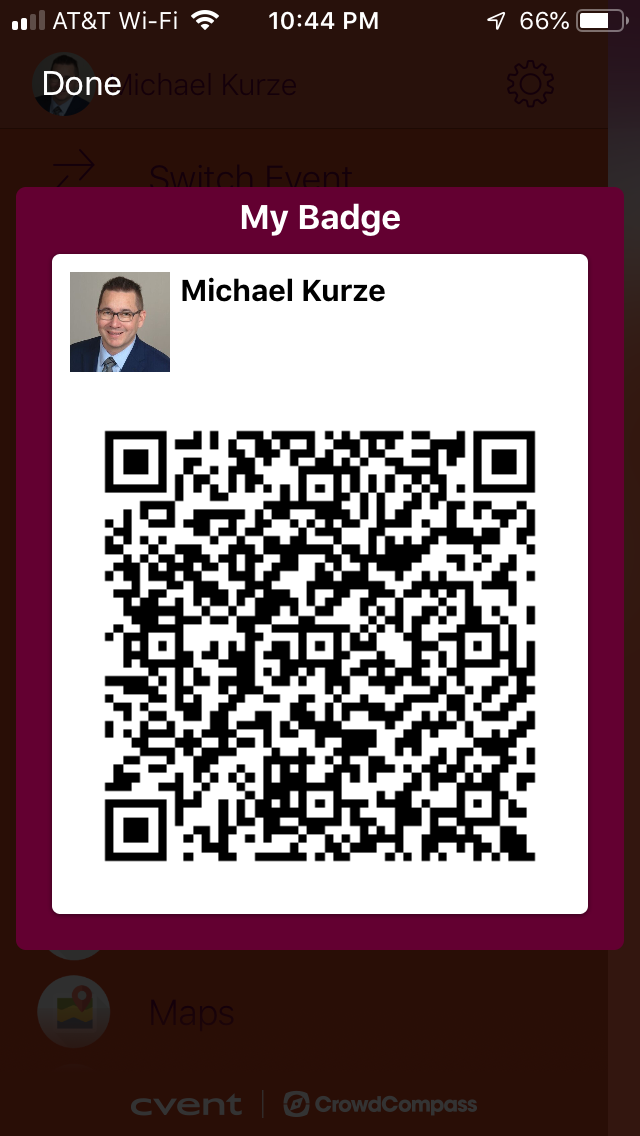 AT&T Wi-Fi 10:44 PM 66%
Done Michael Kurze
Switch Event
My Badge
Michael Kurze
Maps
cvent CrowdCompass